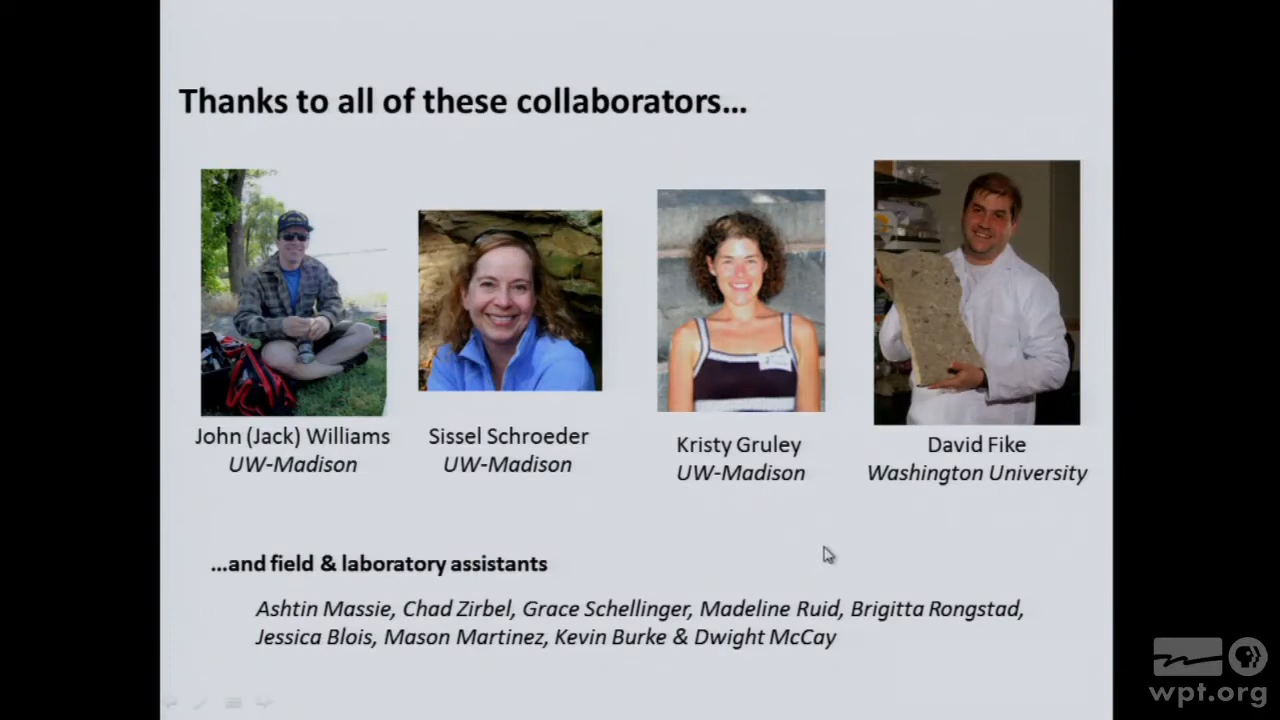 Thanks to all of these collaborators...
John (Jack) Williams
UW-Madison
Sissel Schroeder
UW-Madison
Kristy Gruley
UW-Madison
David Fike
Washington University
...and field & laboratory assistants
Ashtin Massie, Chad Zirbel, Grace Schellinger, Madeline Ruid, Brigitta Rongstad,
Jessica Blois, Mason Martinez, Kevin Burke & Dwight McCay
wpt.org